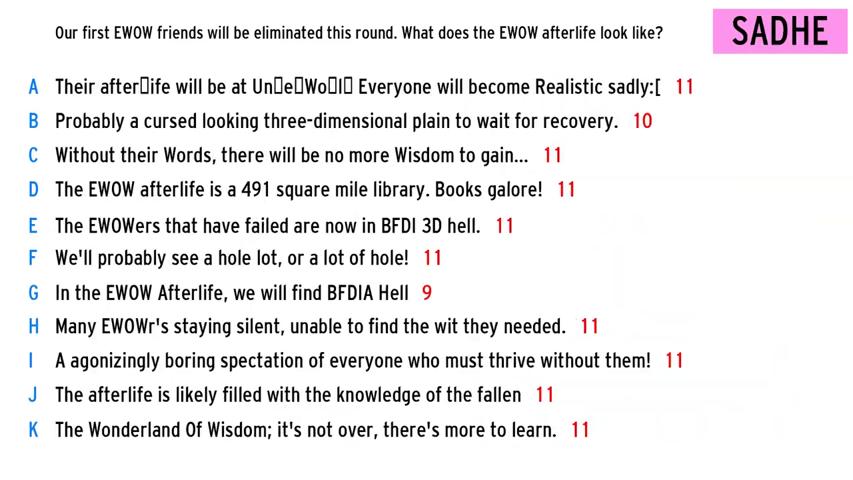 Our first EWOW friends will be eliminated this round. What does the EWOW afterlife look like?
SADHE
A Their after▯ife will be at Un▯e▯Wo▯l▯ Everyone will become Realistic sadly:[ 11
B Probably a cursed looking three-dimensional plain to wait for recovery. 10
C Without their Words, there will be no more Wisdom to gain... 11
D The EWOW afterlife is a 491 square mile library. Books galore! 11
E The EWOWers that have failed are now in BFDI 3D hell. 11
F We'll probably see a hole lot, or a lot of hole! 11
G In the EWOW Afterlife, we will find BFDIA Hell 9
H Many EWOWr's staying silent, unable to find the wit they needed. 11
I A agonizingly boring spectation of everyone who must thrive without them! 11
J The afterlife is likely filled with the knowledge of the fallen 11
K The Wonderland Of Wisdom; it's not over, there's more to learn. 11